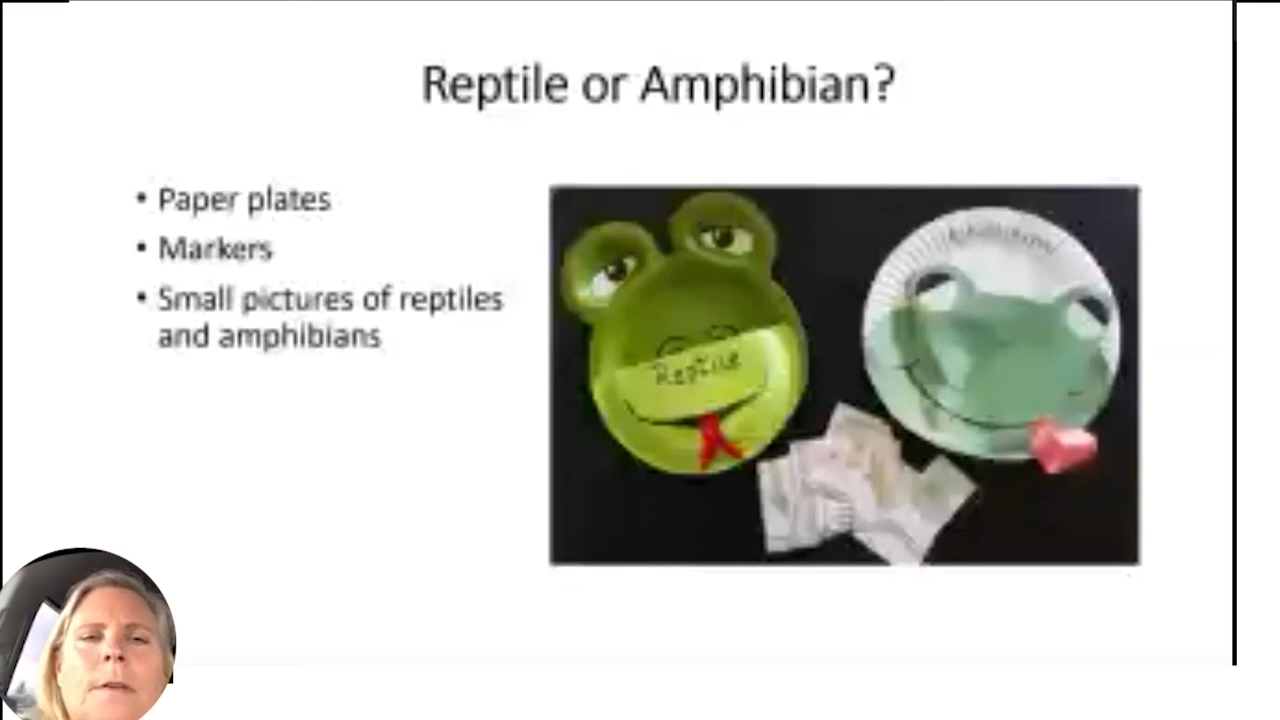 Reptile or Amphibian?
• Paper plates
• Markers
• Small pictures of reptiles
and amphibians
Reptile